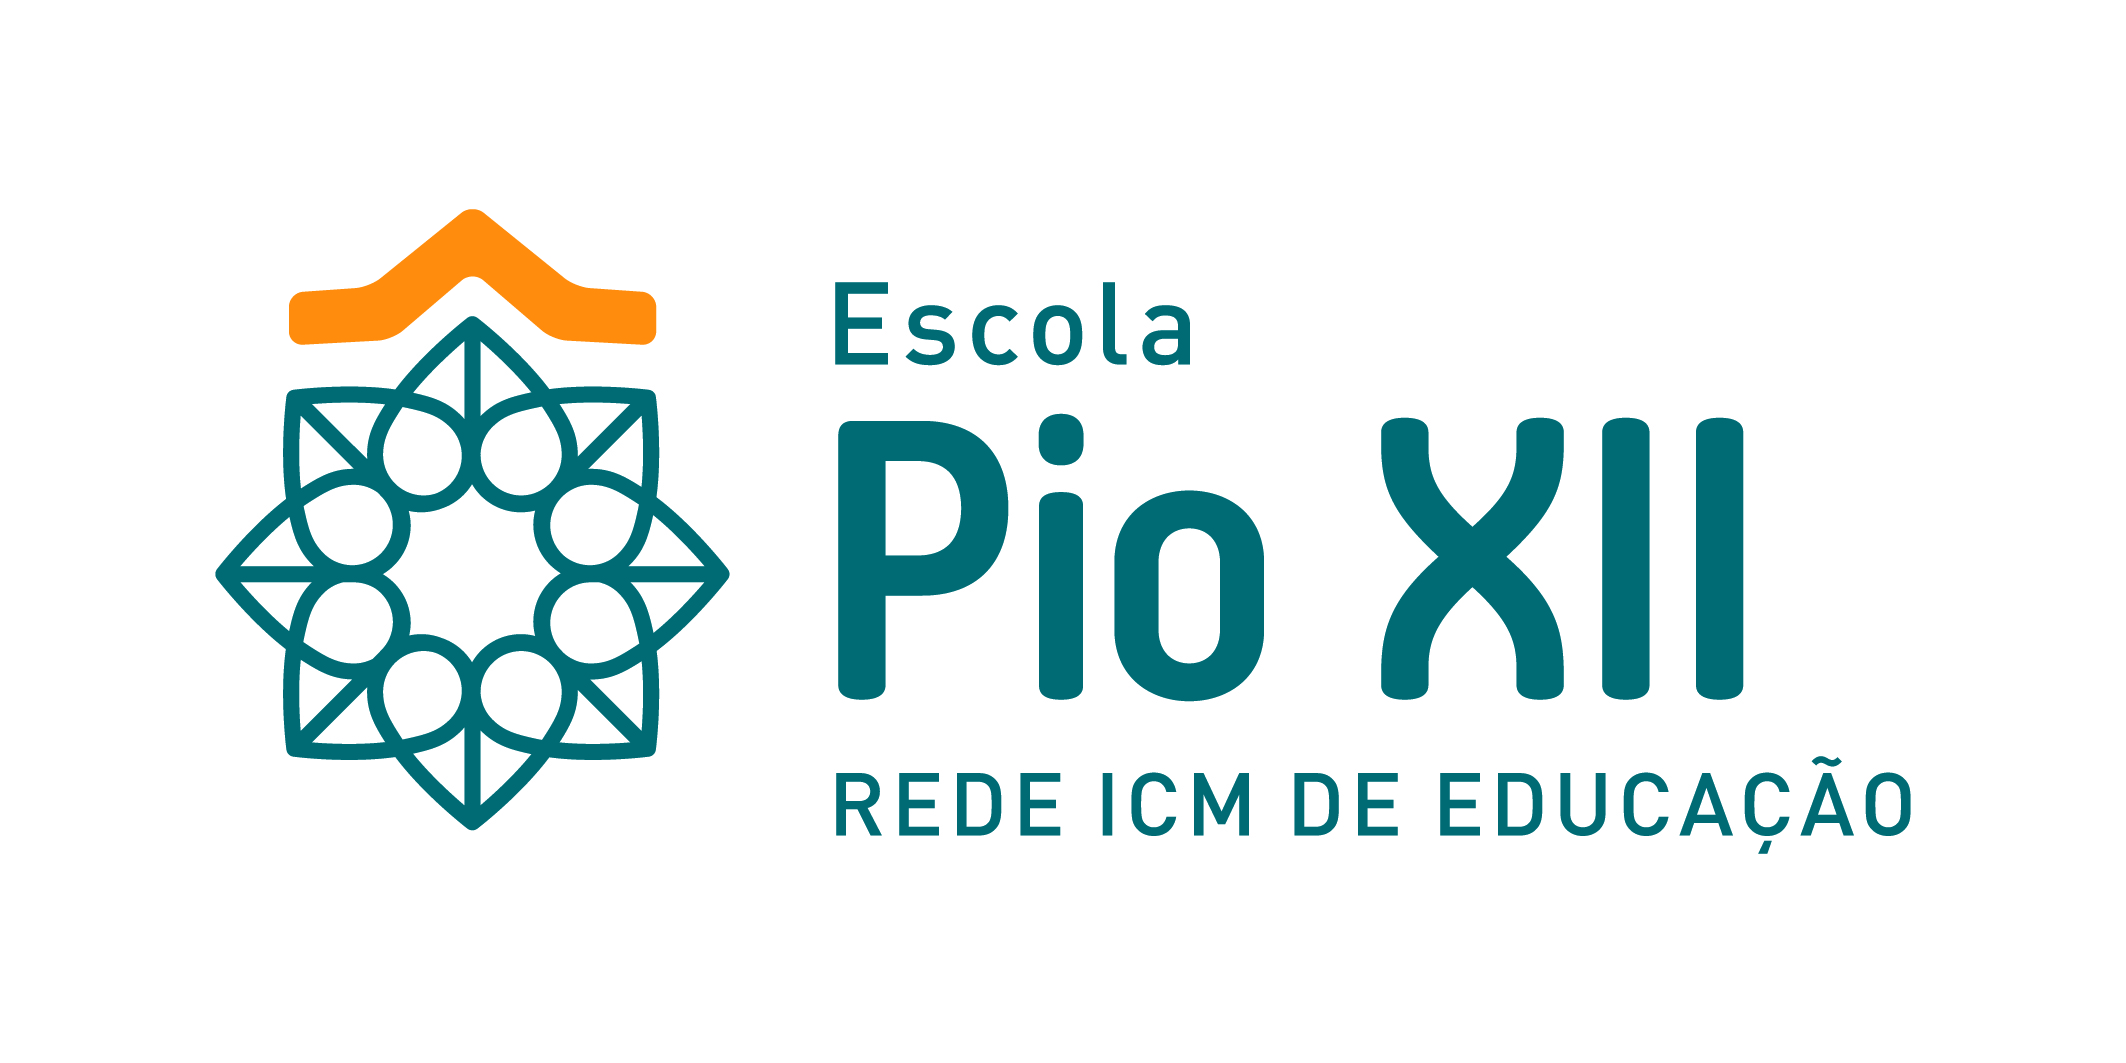 Escola
Pio XII
REDE ICM DE EDUCAÇÃO